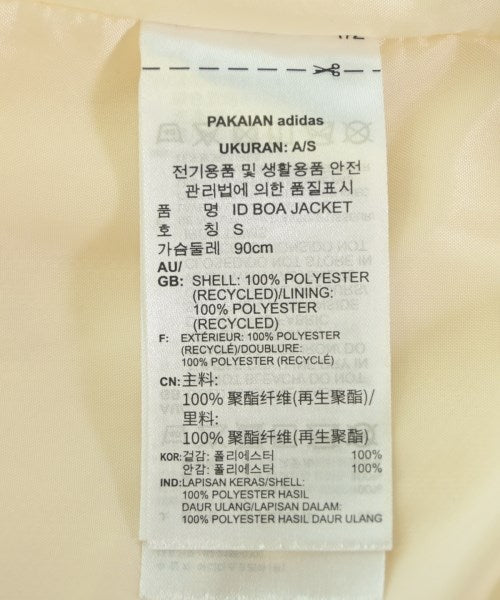 PAKAIAN adidas
UKURAN: A/S
전기용품 및 생활용품 안전
관리법에 의한 품질표시
품 명 ID BOA JACKET
호 칭 S
가슴둘레 90cm
AU/
GB: SHELL: 100% POLYESTER
(RECYCLED)/LINING:
100% POLYESTER
(RECYCLED)
F: EXTÉRIEUR: 100% POLYESTER
(RECYCLÉ)/DOUBLURE:
100% POLYESTER (RECYCLÉ)
CN: 主料:
100% 聚酯纤维(再生聚酯)/
里料:
100% 聚酯纤维(再生聚酯)
KOR: 겉감: 폴리에스터 100%
안감: 폴리에스터 100%
IND: LAPISAN KERAS/SHELL:
100% POLYESTER HASIL
DAUR ULANG/LAPISAN DALAM:
100% POLYESTER HASIL DAUR ULANG